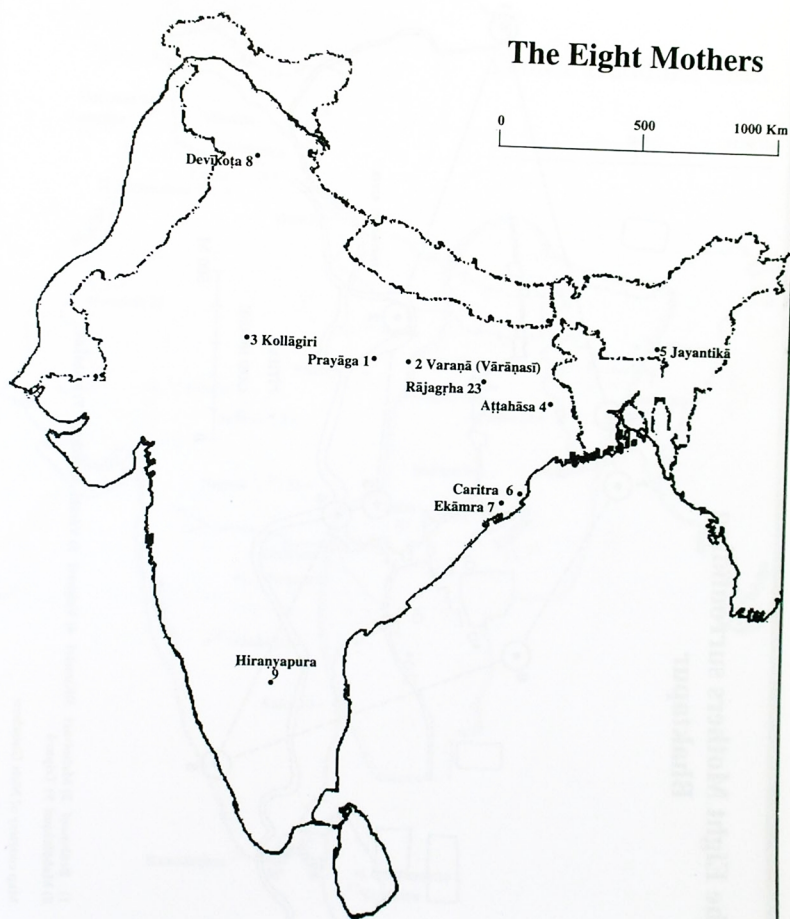 The Eight Mothers
0 500 1000 Km
Devīkoṭa 8
3 Kollāgiri
Prayāga 1
2 Varaṇā (Vārāṇasī)
5 Jayantikā
Rājagṛha 23
Aṭṭahāsa 4
Caritra 6
Ekāmra 7
Hiraṇyapura
9